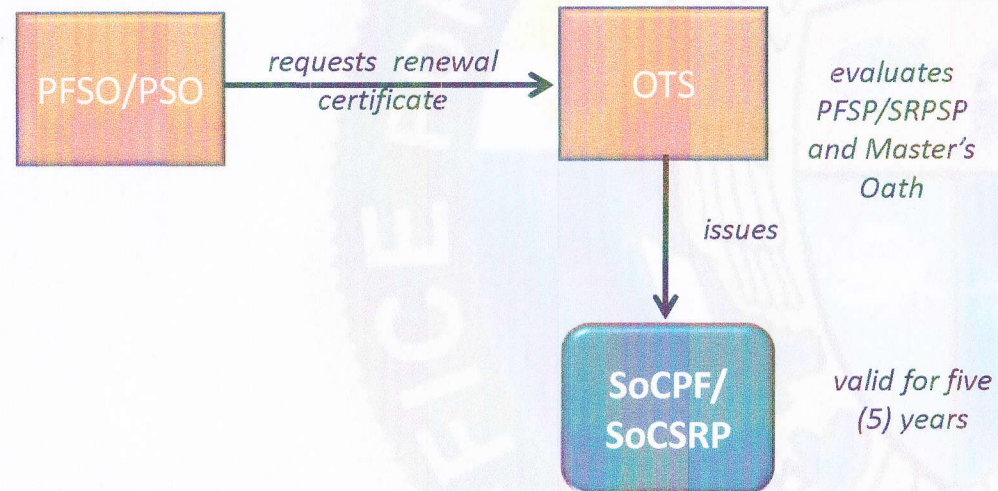 PFSO/PSO
requests renewal
certificate
OTS
evaluates
PFSP/SRPSP
and Master's
Oath
issues
SoCPF/
SoCSRP
valid for five
(5) years